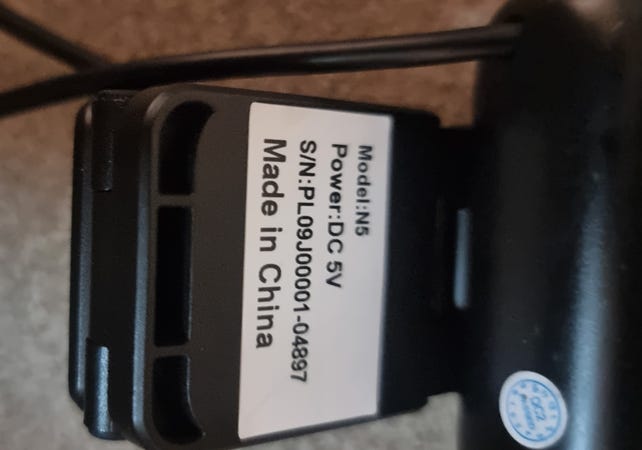 Model:N5
Power:DC 5V
S/N:PL09J00001-04897
Made in China